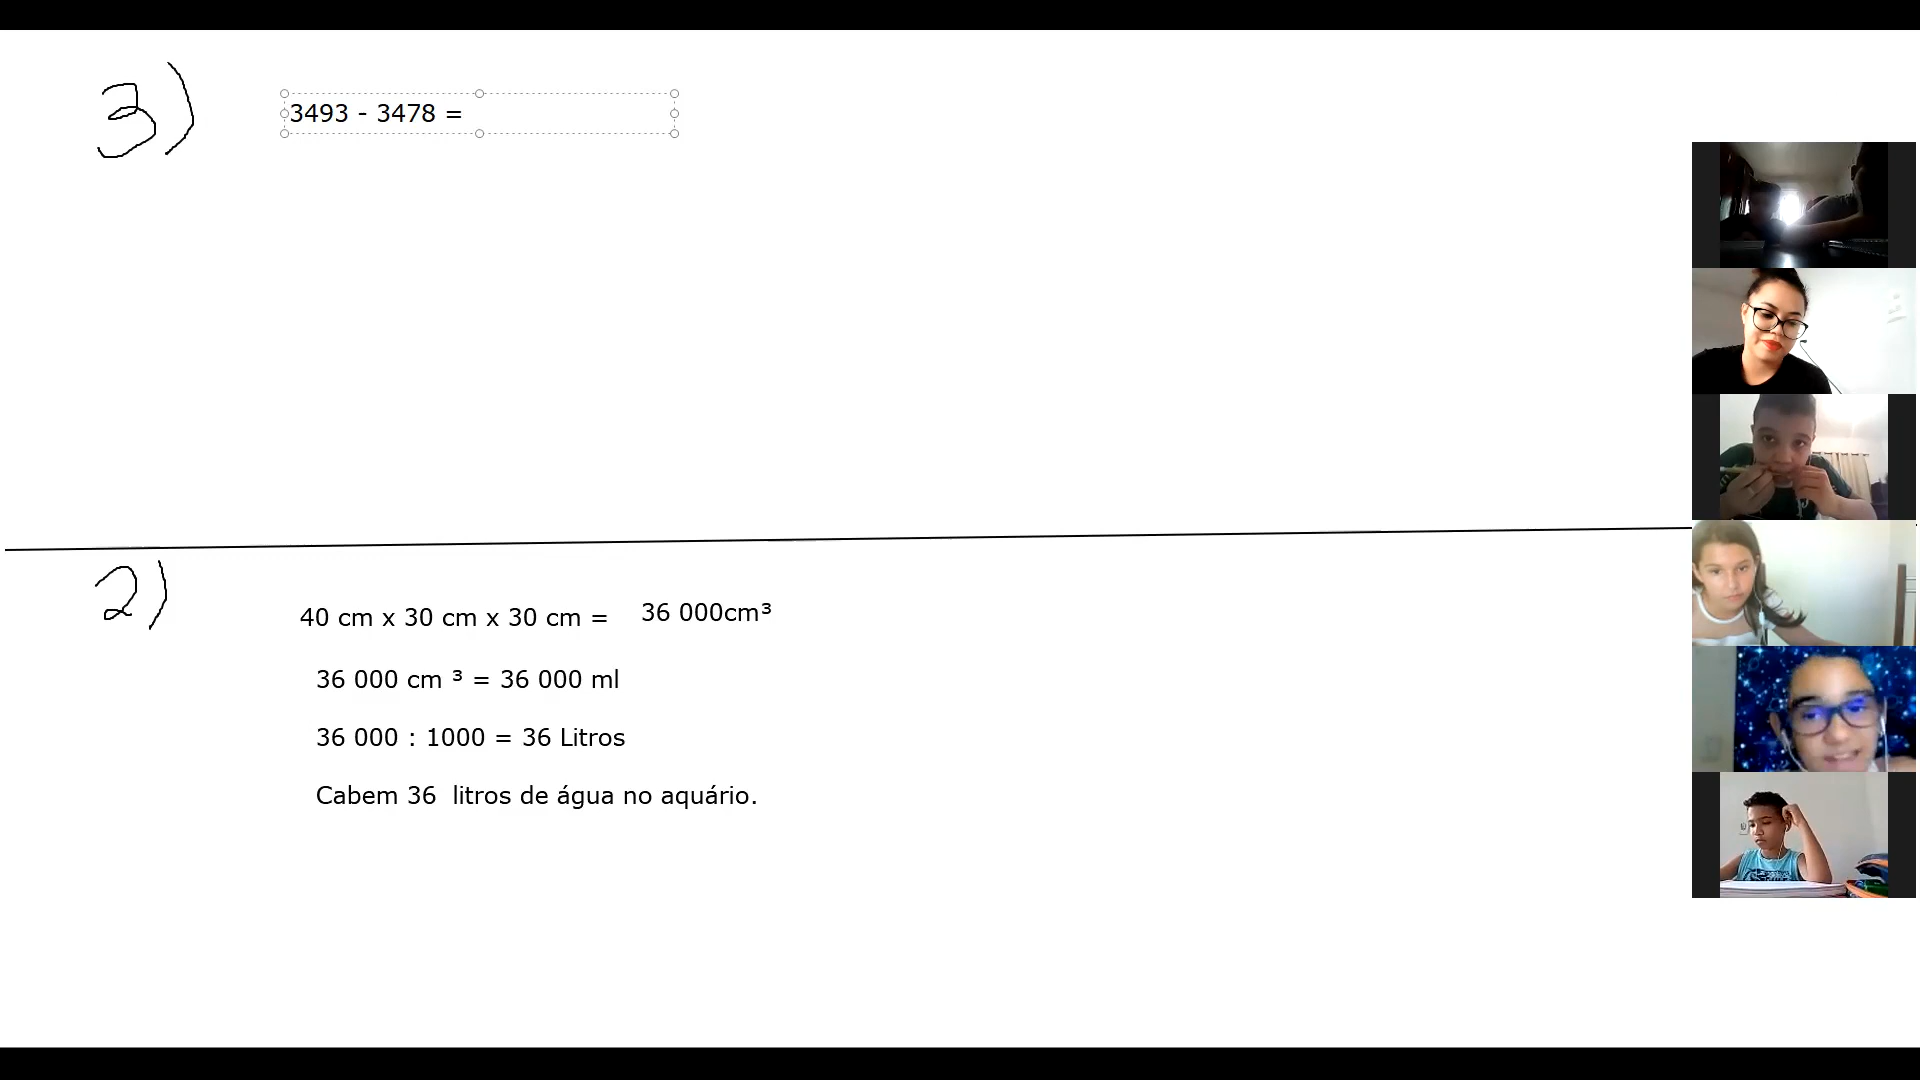 3)
3493 - 3478 =
2)
40 cm x 30 cm x 30 cm = 36 000cm³
36 000 cm ³ = 36 000 ml
36 000 : 1000 = 36 Litros
Cabem 36 litros de água no aquário.